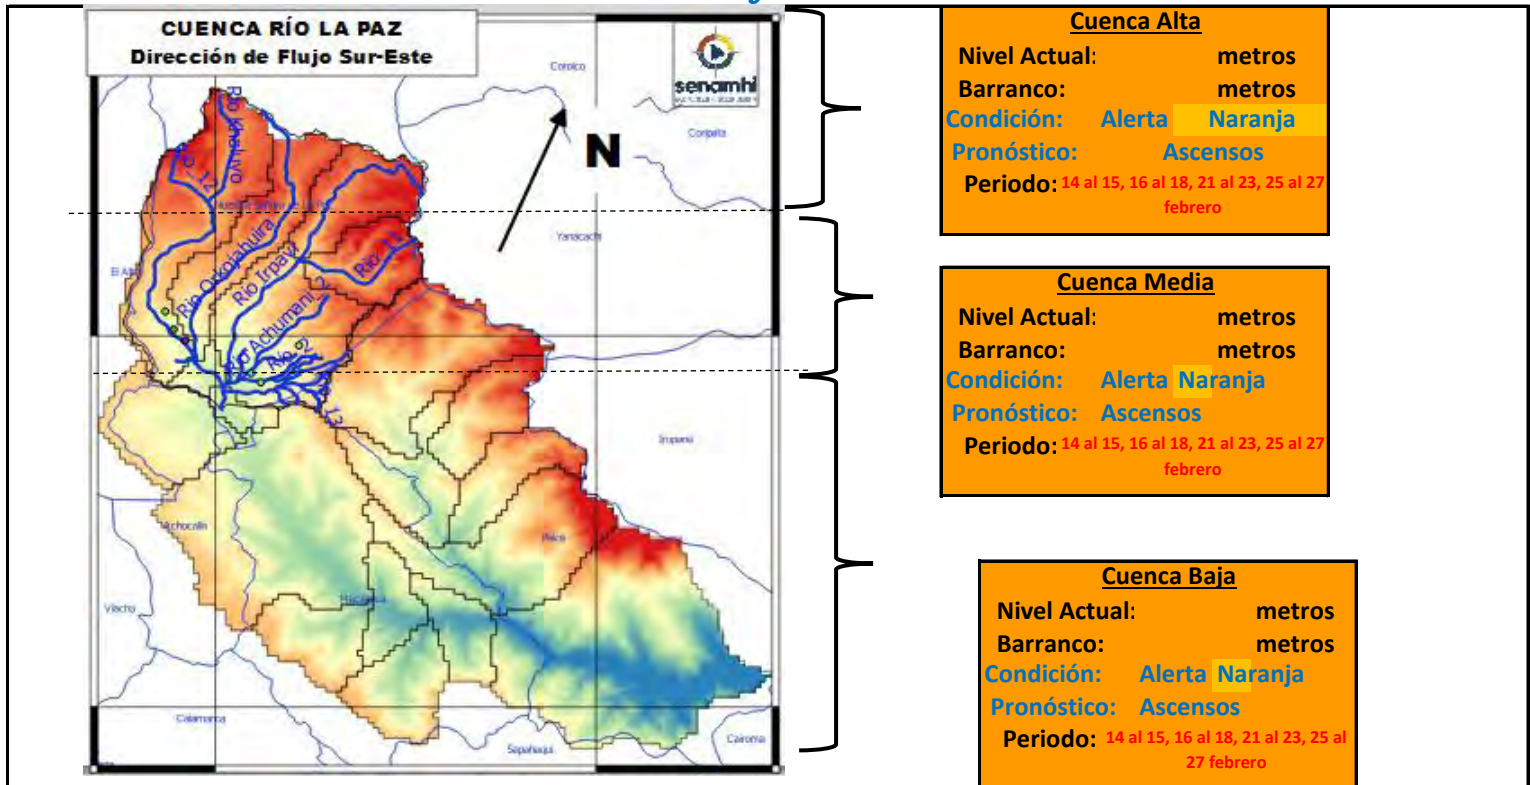 CUENCA RÍO LA PAZ
Dirección de Flujo Sur-Este
senamhi
N
Coroico
Coripata
Yanacachi
Irupana
Río Khaluyo
Río Orkojahuira
Río Irpavi
Río Achumani_2
El Al
Achocalla
Viacha
Calamarca
Sapahaqui
Cairoma
Cuenca Alta
Nivel Actual: metros
Barranco: metros
Condición: Alerta Naranja
Pronóstico: Ascensos
Periodo: 14 al 15, 16 al 18, 21 al 23, 25 al 27
febrero
Cuenca Media
Nivel Actual: metros
Barranco: metros
Condición: Alerta Naranja
Pronóstico: Ascensos
Periodo: 14 al 15, 16 al 18, 21 al 23, 25 al 27
febrero
Cuenca Baja
Nivel Actual: metros
Barranco: metros
Condición: Alerta Naranja
Pronóstico: Ascensos
Periodo: 14 al 15, 16 al 18, 21 al 23, 25 al
27 febrero